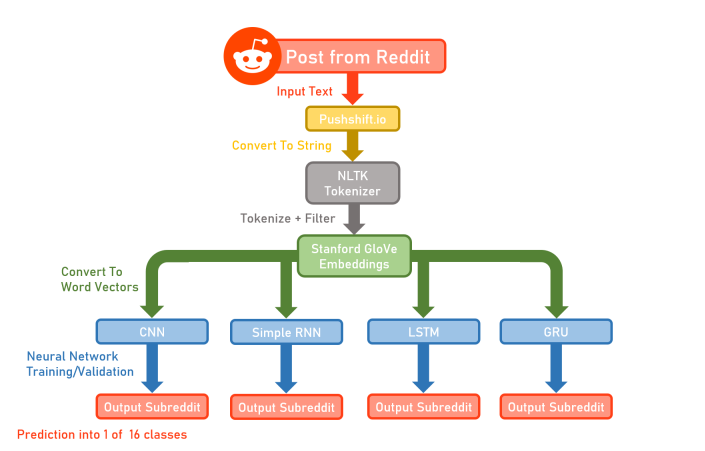 Post from Reddit
Input Text
Pushshift.io
Convert To String
NLTK
Tokenizer
Tokenize + Filter
Stanford GloVe
Embeddings
Convert To
Word Vectors
CNN
Simple RNN
LSTM
GRU
Neural Network
Training/Validation
Output Subreddit
Output Subreddit
Output Subreddit
Output Subreddit
Prediction into 1 of 16 classes